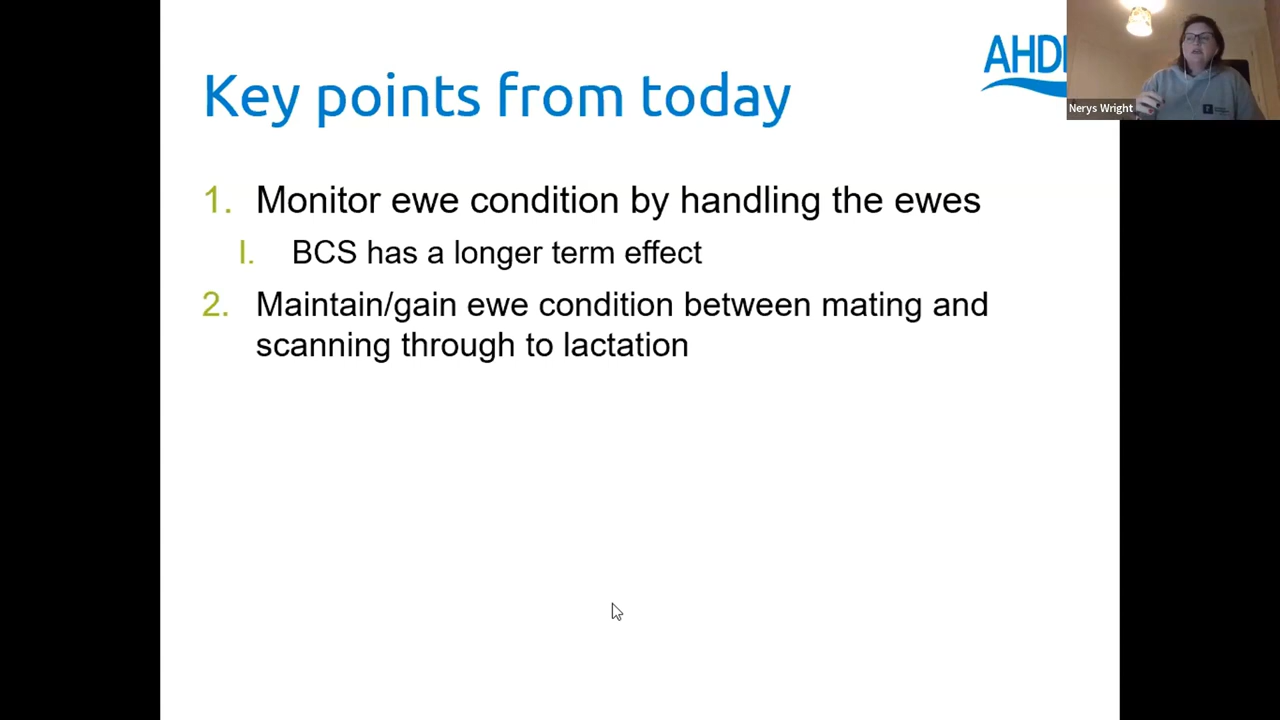 Key points from today
AHD
Nerys Wright
1. Monitor ewe condition by handling the ewes
I. BCS has a longer term effect
2. Maintain/gain ewe condition between mating and
scanning through to lactation